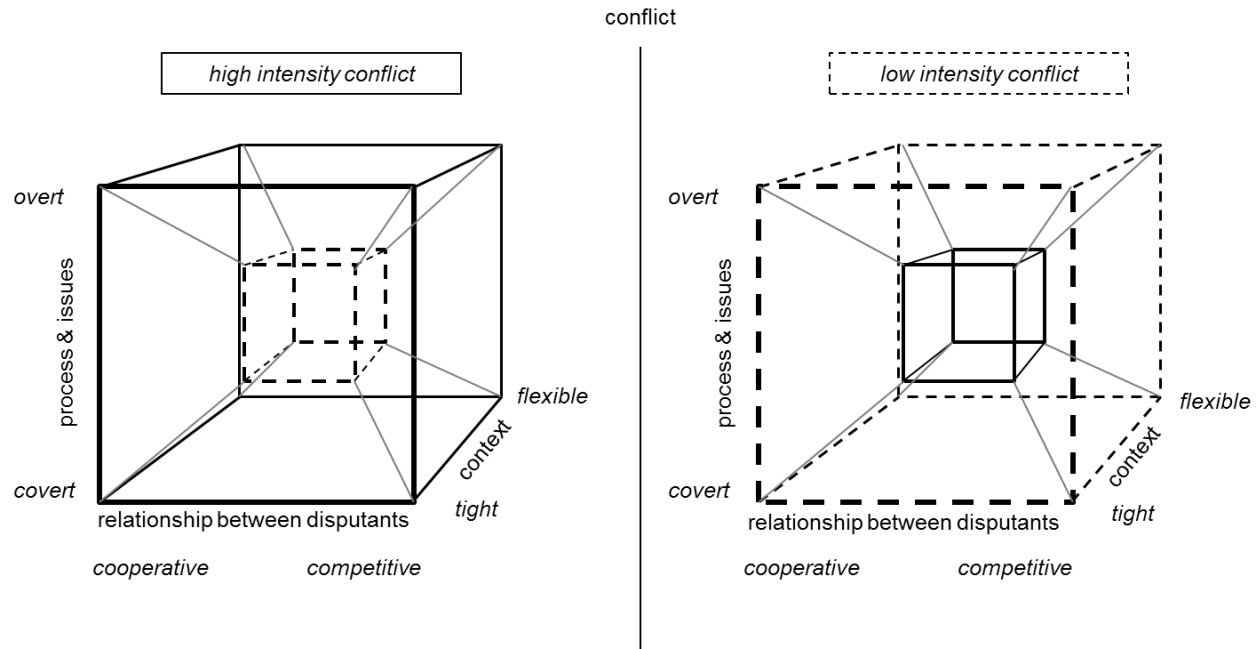 conflict
high intensity conflict
overt
process & issues
covert
relationship between disputants
cooperative
competitive
tight
context
flexible
low intensity conflict
overt
process & issues
covert
relationship between disputants
cooperative
competitive
tight
context
flexible